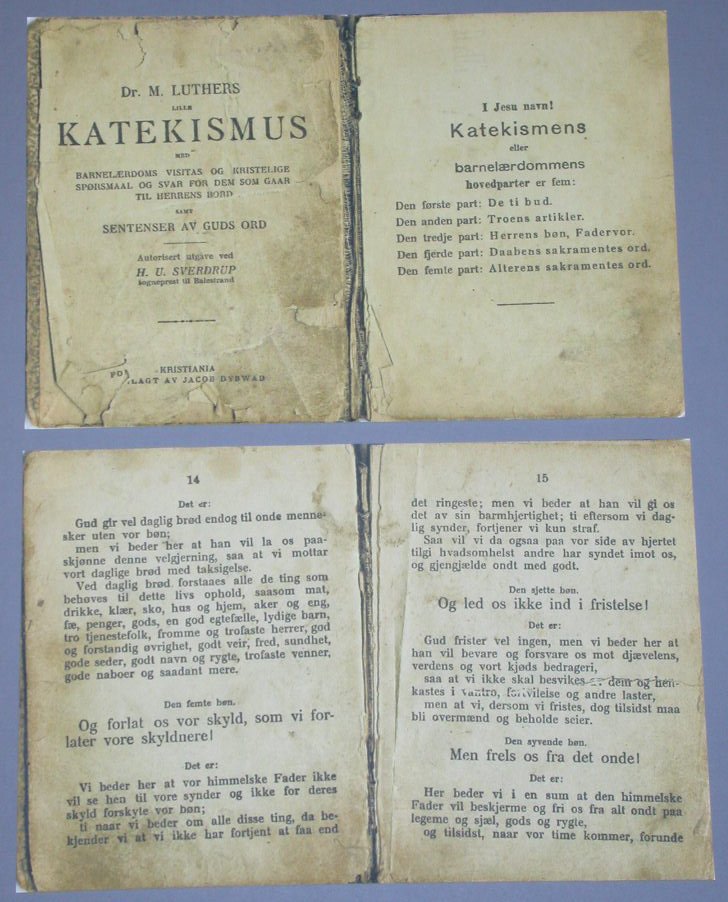 Dr. M. LUTHERS
LILLE
KATEKISMUS
MED
BARNELÆRDOMS VISITAS OG KRISTELIGE
SPØRSMAAL OG SVAR FOR DEM SOM GAAR
TIL HERRENS BORD
SAMT
SENTENSER AV GUDS ORD
Autorisert utgave ved
H. U. SVERDRUP
sogneprest til Balestrand
KRISTIANIA
LAGT AV JACOB DYBWAD
I Jesu navn!
Katekismens
eller
barnelærdommens
hovedparter er fem:
Den første part: De ti bud.
Den anden part: Troens artikler.
Den tredje part: Herrens bøn, Fadervor.
Den fjerde part: Daabens sakramentes ord.
Den femte part: Alterens sakramentes ord.
14
Det er:
Gud gir vel daglig brød endog til onde menne-
sker uten vor bøn;
men vi beder her at han vil la os paa-
skjønne denne velgjerning, saa at vi mottar
vort daglige brød med taksigelse.
Ved daglig brød forstaaes alle de ting som
behøves til dette livs ophold, saasom mat,
drikke, klær, sko, hus og hjem, aker og eng,
fæ, penger, gods, en god egtefælle, lydige barn,
tro tjenestefolk, fromme og trofaste herrer, god
og forstandig øvrighet, godt veir, fred, sundhet,
gode seder, godt navn og rygte, trofaste venner,
gode naboer og saadant mere.
Den femte bøn.
Og forlat os vor skyld, som vi for-
later vore skyldnere!
Det er:
Vi beder her at vor himmelske Fader ikke
vil se hen til vore synder og ikke for deres
skyld forskyte vor bøn;
ti naar vi beder om alle disse ting, da be-
kjender vi at vi ikke har fortjent at faa end
15
det ringeste; men vi beder at han vil gi os
det av sin barmhjertighet; ti eftersom vi dag-
lig synder, fortjener vi kun straf.
Saa vil vi da ogsaa paa vor side av hjertet
tilgi hvadsomhelst andre har syndet imot os,
og gjengjælde ondt med godt.
Den sjette bøn.
Og led os ikke ind i fristelse!
Det er:
Gud frister vel ingen, men vi beder her at
han vil bevare og forsvare os mot djævelens,
verdens og vort kjøds bedrageri,
saa at vi ikke skal besvikes av dem og hen-
kastes i vantro, fortvilelse og andre laster,
men at vi, dersom vi fristes, dog tilsidst maa
bli overmænd og beholde seier.
Den syvende bøn.
Men frels os fra det onde!
Det er:
Her beder vi i en sum at den himmelske
Fader vil beskjerme og fri os fra alt ondt paa
legeme og sjæl, gods og rygte,
og tilsidst, naar vor time kommer, forunde